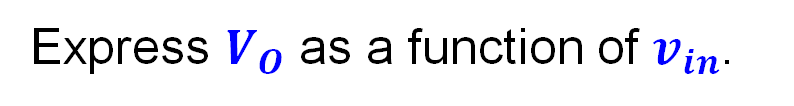 Express V_O as a function of v_in.